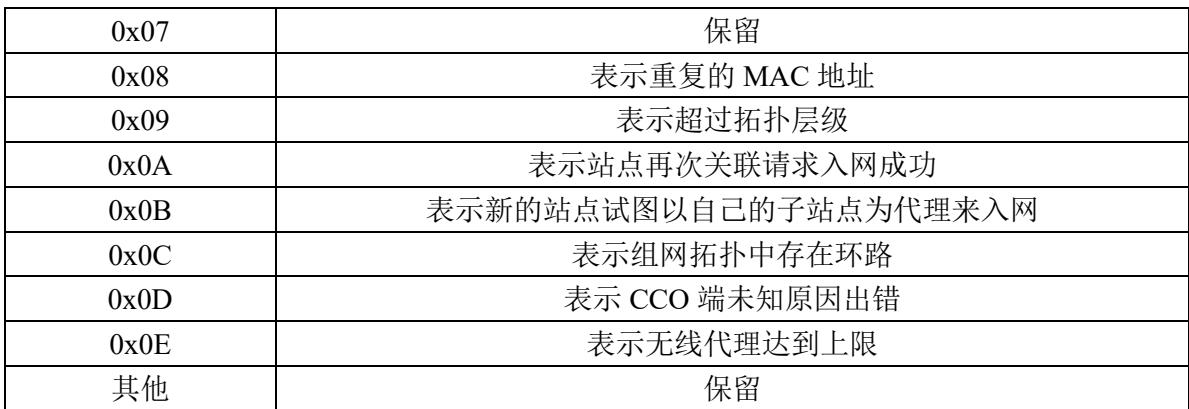 0x07 保留
0x08 表示重复的 MAC 地址
0x09 表示超过拓扑层级
0x0A 表示站点再次关联请求入网成功
0x0B 表示新的站点试图以自己的子站点为代理来入网
0x0C 表示组网拓扑中存在环路
0x0D 表示 CCO 端未知原因出错
0x0E 表示无线代理达到上限
其他 保留